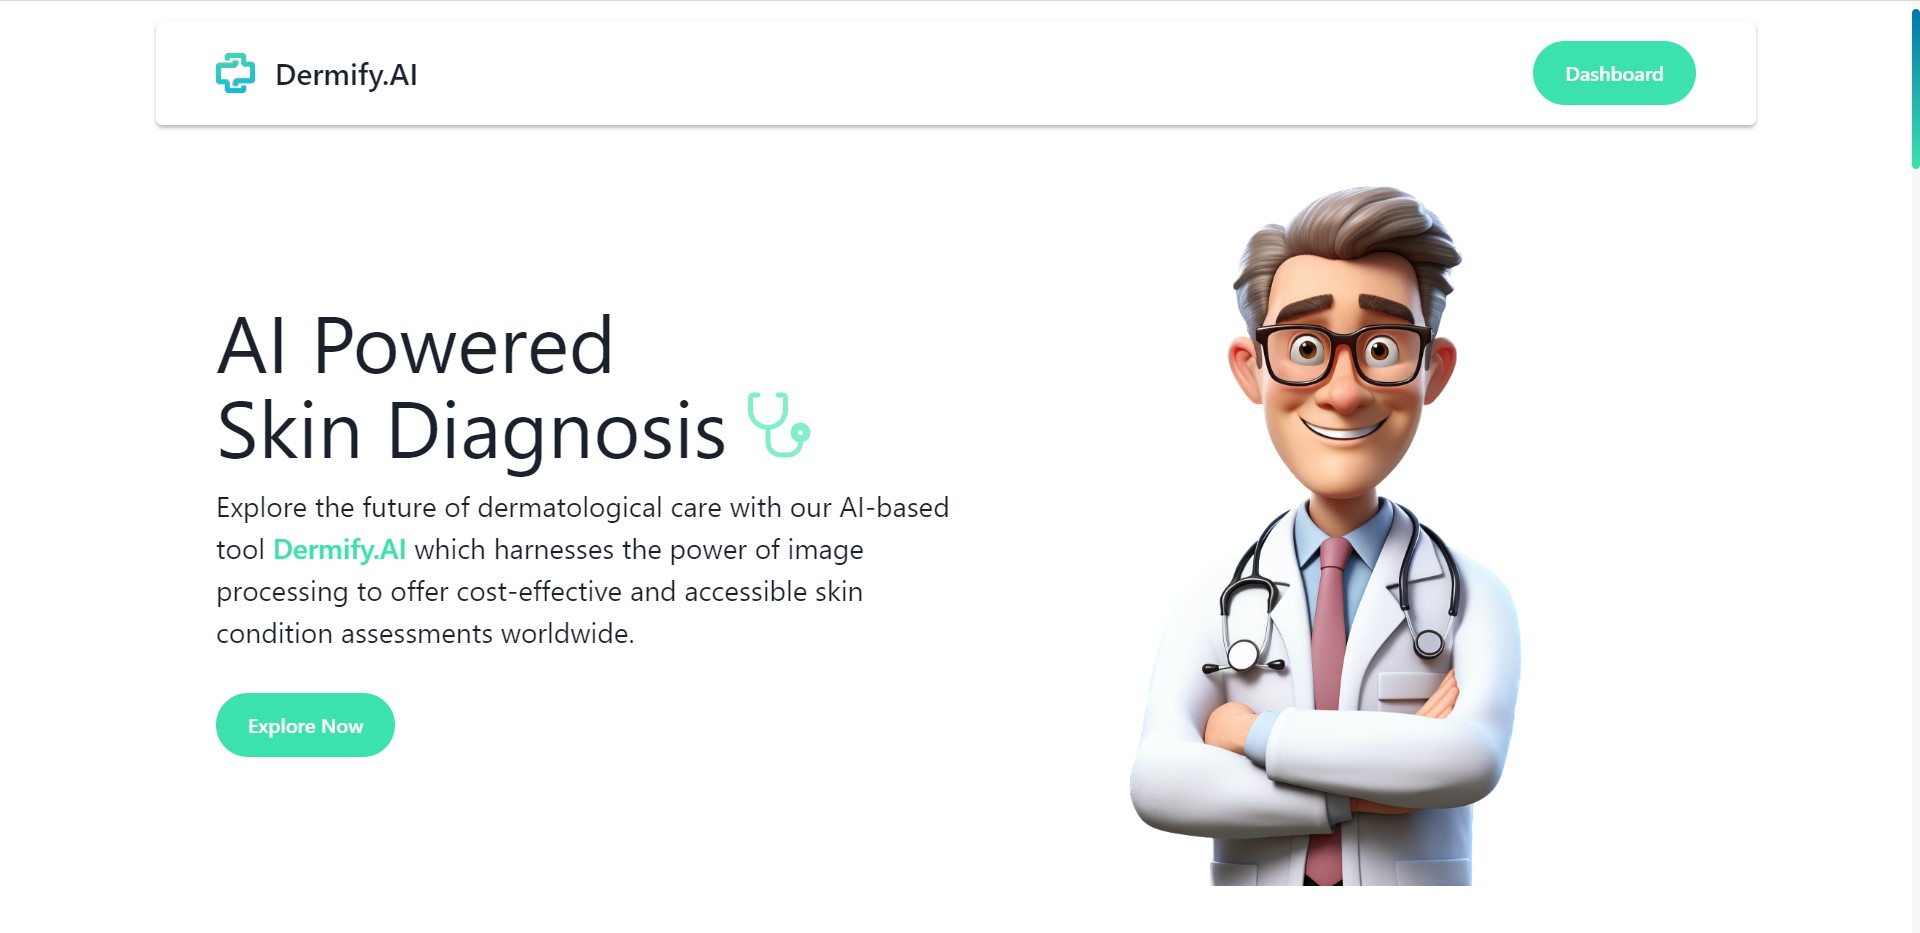 Dermify.AI
Dashboard
AI Powered
Skin Diagnosis
Explore the future of dermatological care with our AI-based
tool Dermify.AI which harnesses the power of image
processing to offer cost-effective and accessible skin
condition assessments worldwide.
Explore Now